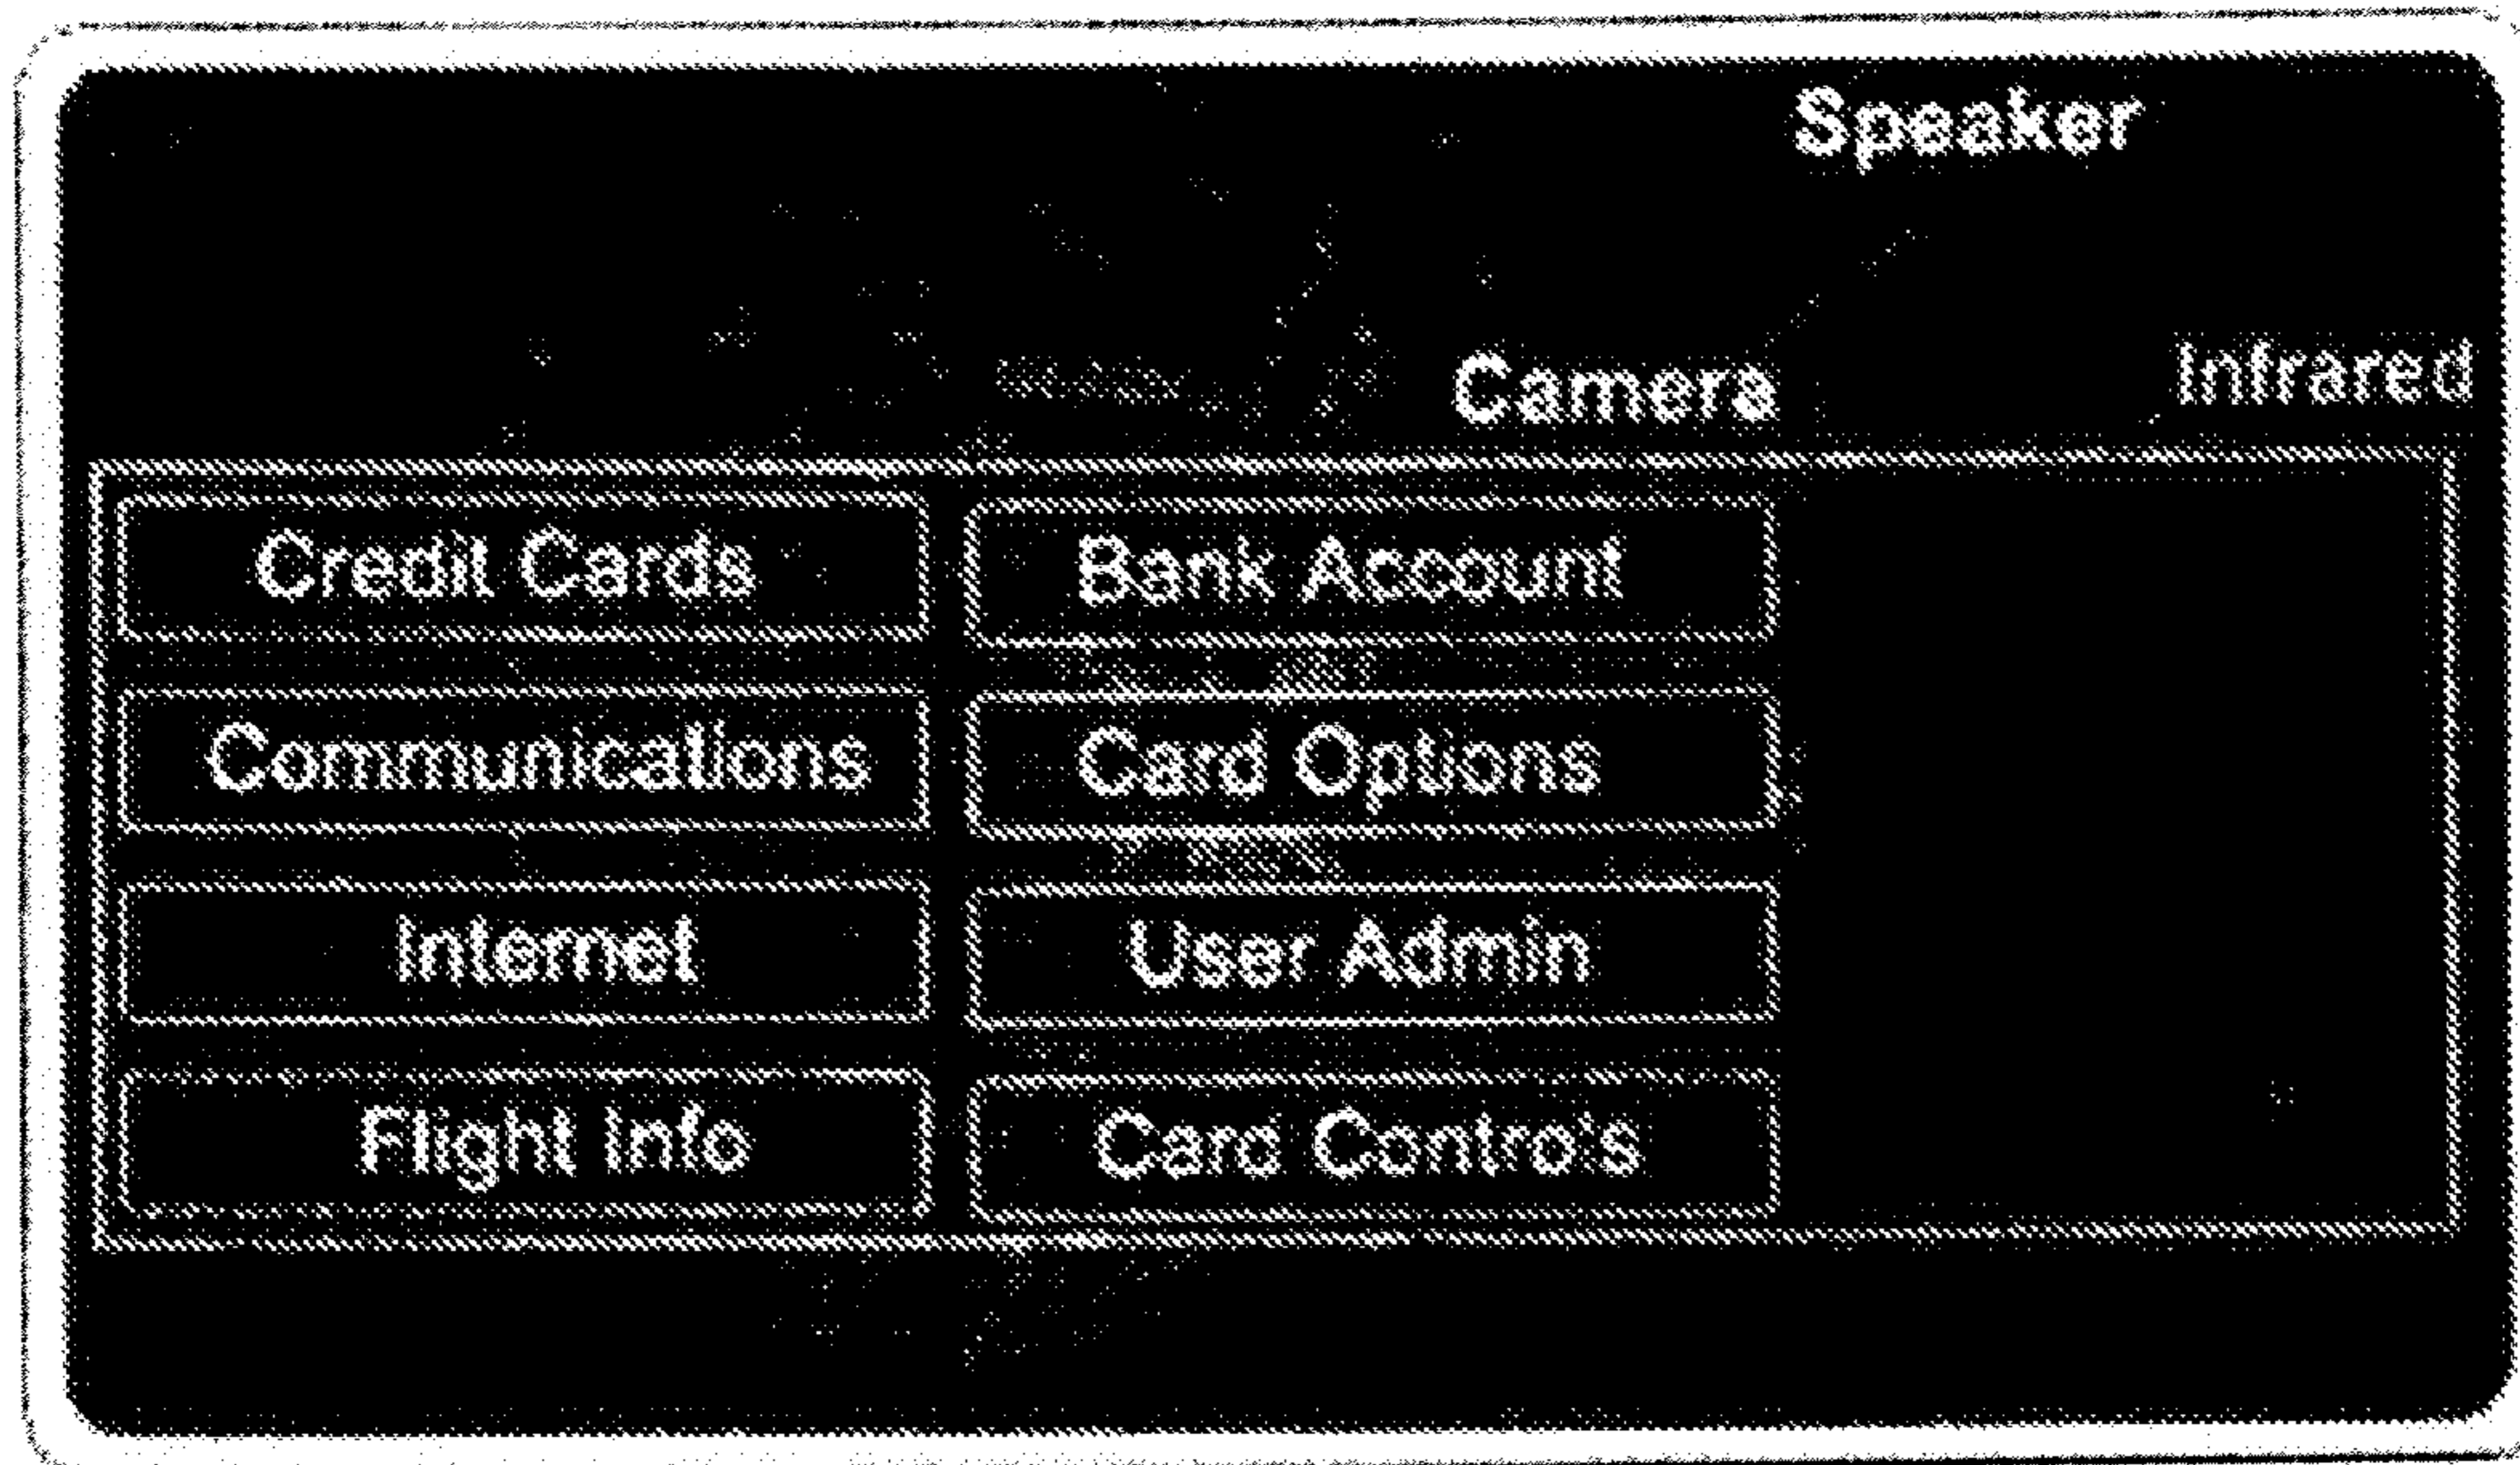 Speaker
Camera
Infrared
Credit Cards
Bank Account
Communications
Card Options
Internet
User Admin
Flight Info
Card Controls